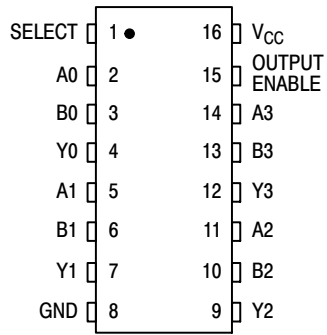 SELECT 1 16 VCC
A0 2 15 OUTPUT ENABLE
B0 3 14 A3
Y0 4 13 B3
A1 5 12 Y3
B1 6 11 A2
Y1 7 10 B2
GND 8 9 Y2